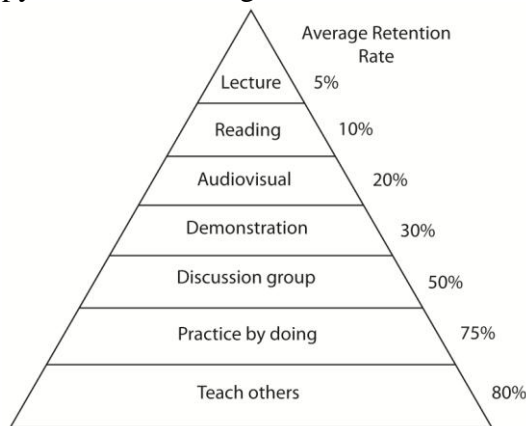 Average Retention
Rate
Lecture 5%
Reading 10%
Audiovisual 20%
Demonstration 30%
Discussion group 50%
Practice by doing 75%
Teach others 80%